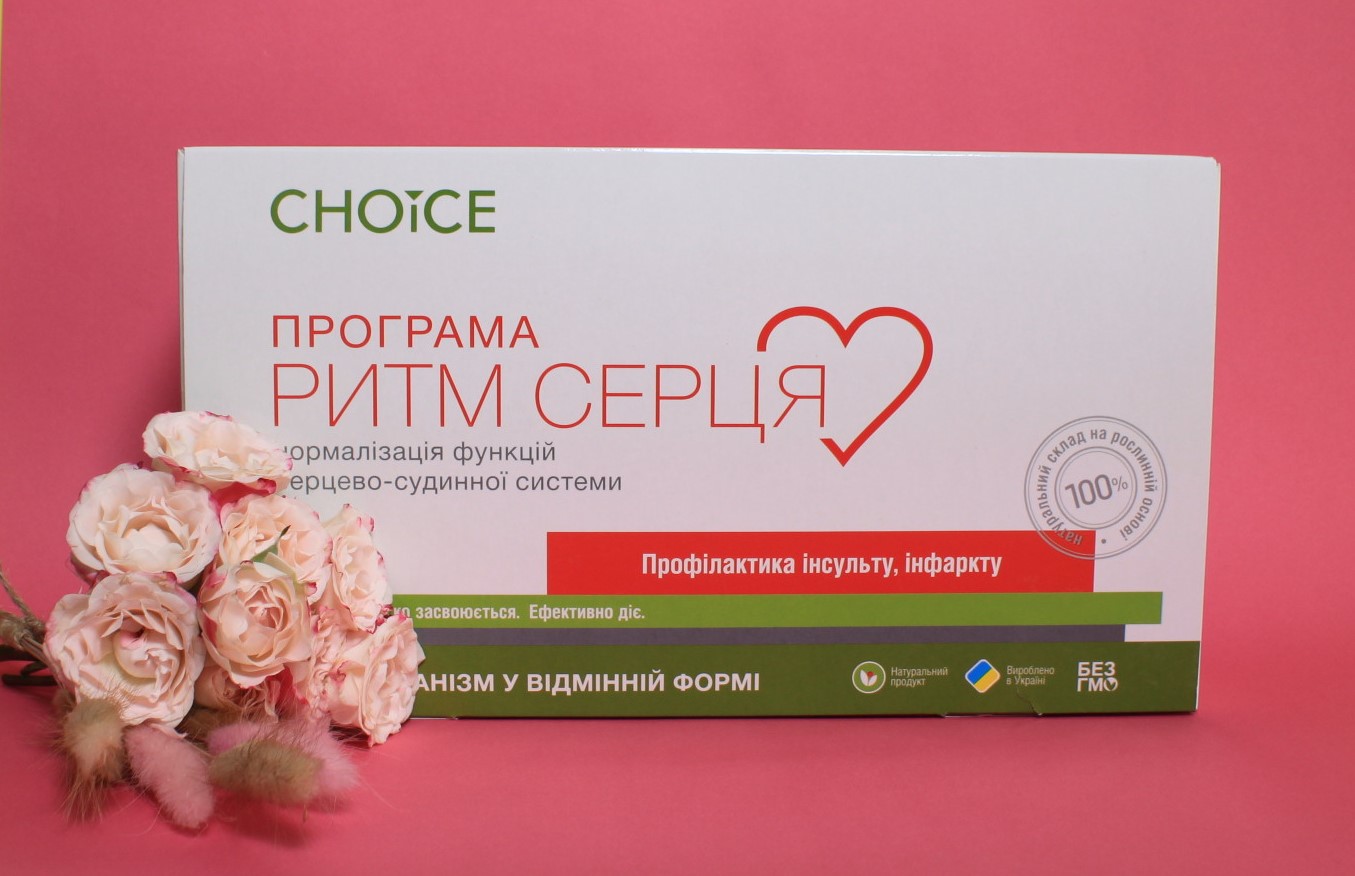 CHOiCE
ПРОГРАМА
РИТМ СЕРЦЯ
нормалізація функцій
серцево-судинної системи
натуральний склад на рослинній основі •
100%
Профілактика інсульту, інфаркту
засвоюється. Ефективно діє.
У ВІДМІННІЙ ФОРМІ
Натуральний
продукт
Вироблено
в Україні
БЕЗ
ГМО